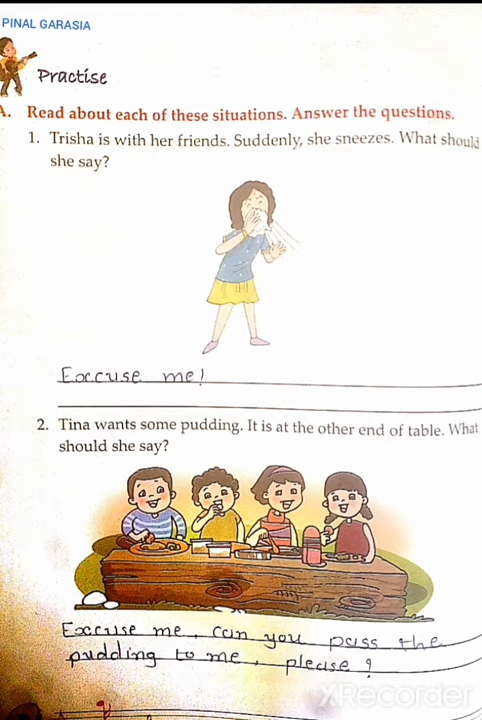 PINAL GARASIA
Practise
A. Read about each of these situations. Answer the questions.
1. Trisha is with her friends. Suddenly, she sneezes. What should
she say?
Excuse me!
2. Tina wants some pudding. It is at the other end of table. What
should she say?
Excuse me, can you pass the
pudding to me, please?
XRecorder